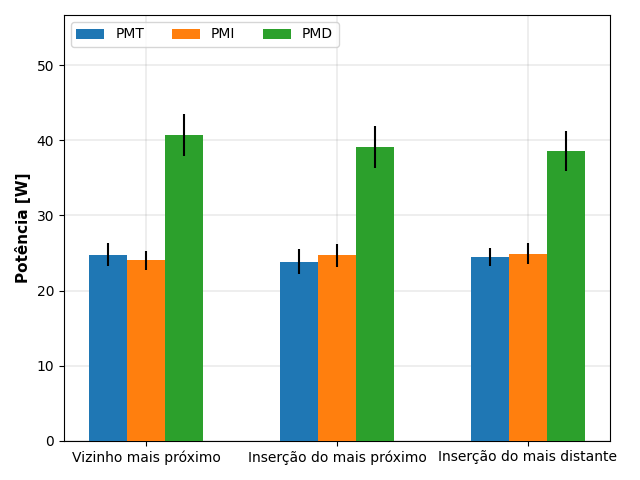 PMT PMI PMD
Potência [W]
50
40
30
20
10
0
Vizinho mais próximo Inserção do mais próximo Inserção do mais distante